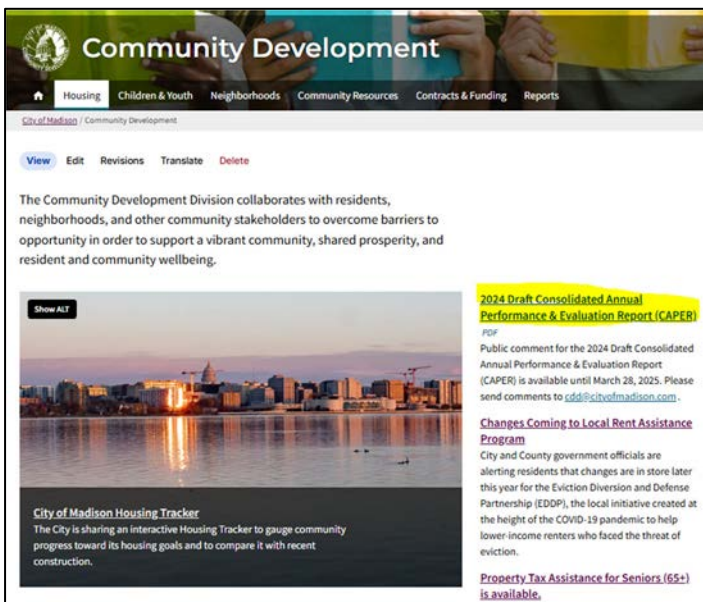 Community Development
Housing Children & Youth Neighborhoods Community Resources Contracts & Funding Reports
City of Madison / Community Development
View Edit Revisions Translate Delete
The Community Development Division collaborates with residents,
neighborhoods, and other community stakeholders to overcome barriers to
opportunity in order to support a vibrant community, shared prosperity, and
resident and community wellbeing.
Show ALT
City of Madison Housing Tracker
The City is sharing an interactive Housing Tracker to gauge community
progress toward its housing goals and to compare it with recent
construction.
2024 Draft Consolidated Annual
Performance & Evaluation Report (CAPER)
PDF
Public comment for the 2024 Draft Consolidated
Annual Performance & Evaluation Report
(CAPER) is available until March 28, 2025. Please
send comments to cdd@cityofmadison.com.
Changes Coming to Local Rent Assistance
Program
City and County government officials are
alerting residents that changes are in store later
this year for the Eviction Diversion and Defense
Partnership (EDDP), the local initiative created at
the height of the COVID-19 pandemic to help
lower-income renters who faced the threat of
eviction.
Property Tax Assistance for Seniors (65+)
is available.